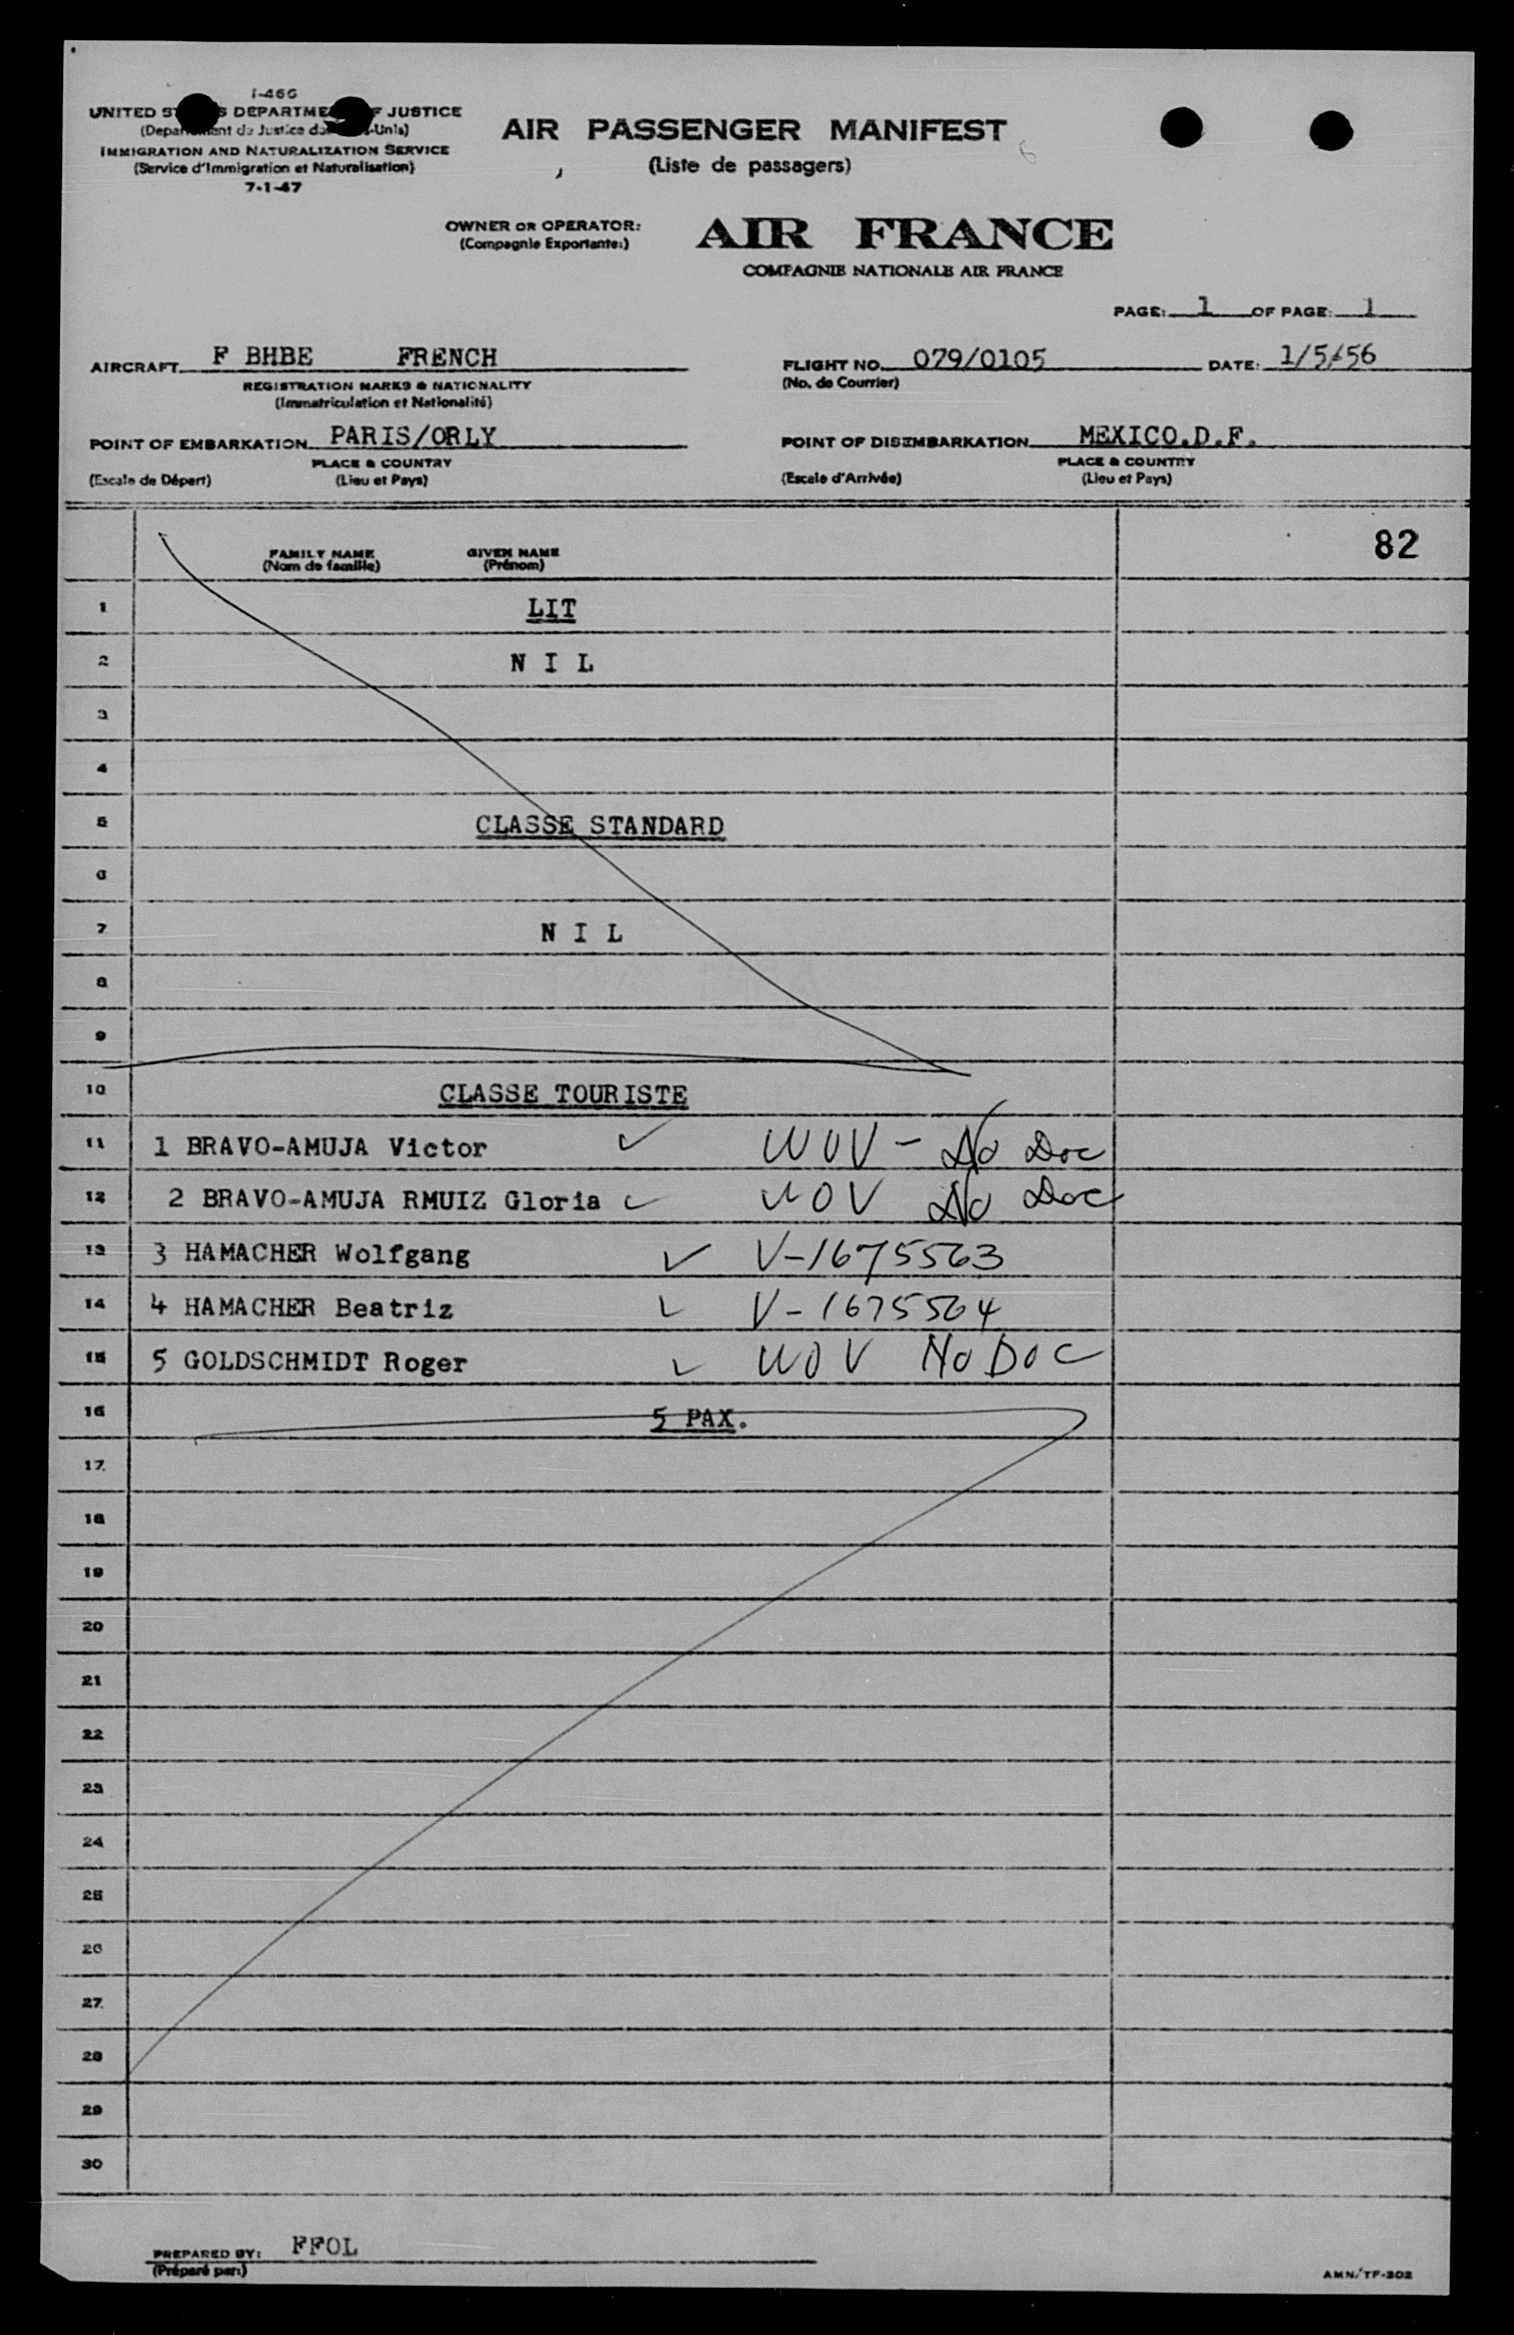 I-466
UNITED STATES DEPARTMENT OF JUSTICE
(Departement de Justice des Etats-Unis)
IMMIGRATION AND NATURALIZATION SERVICE
(Service d'Immigration et Naturalisation)
7-1-47
AIR PASSENGER MANIFEST
(Liste de passagers)
OWNER OR OPERATOR: AIR FRANCE
(Compagnie Exportante:)
COMPAGNIE NATIONALE AIR FRANCE
PAGE: 1 OF PAGE: 1
AIRCRAFT F BHBE FRENCH FLIGHT NO. 079/0105 DATE: 1/5/56
REGISTRATION MARKS & NATIONALITY (No. de Courrier)
(Immatriculation et Nationalité)
POINT OF EMBARKATION PARIS/ORLY POINT OF DISEMBARKATION MEXICO.D.F.
PLACE & COUNTRY PLACE & COUNTRY
(Escale de Départ) (Lieu et Pays) (Escale d'Arrivée) (Lieu et Pays)
82
FAMILY NAME GIVEN NAME
(Nom de famille) (Prénom)
1 LIT
2 N I L
3
4
5 CLASSE STANDARD
6
7 N I L
8
9
10 CLASSE TOURISTE
11 1 BRAVO-AMUJA Victor ✓ WOV - No Doc
12 2 BRAVO-AMUJA RMUIZ Gloria ✓ WOV No Doc
13 3 HAMACHER Wolfgang ✓ V-1675563
14 4 HAMACHER Beatriz ✓ V-1675564
15 5 GOLDSCHMIDT Roger ✓ WOV No Doc
16 5 PAX.
17.
18
19
20
21
22
23
24
25
26
27.
28
29
30
PREPARED BY: FFOL
(Préparé par:)
AMN/TF-302